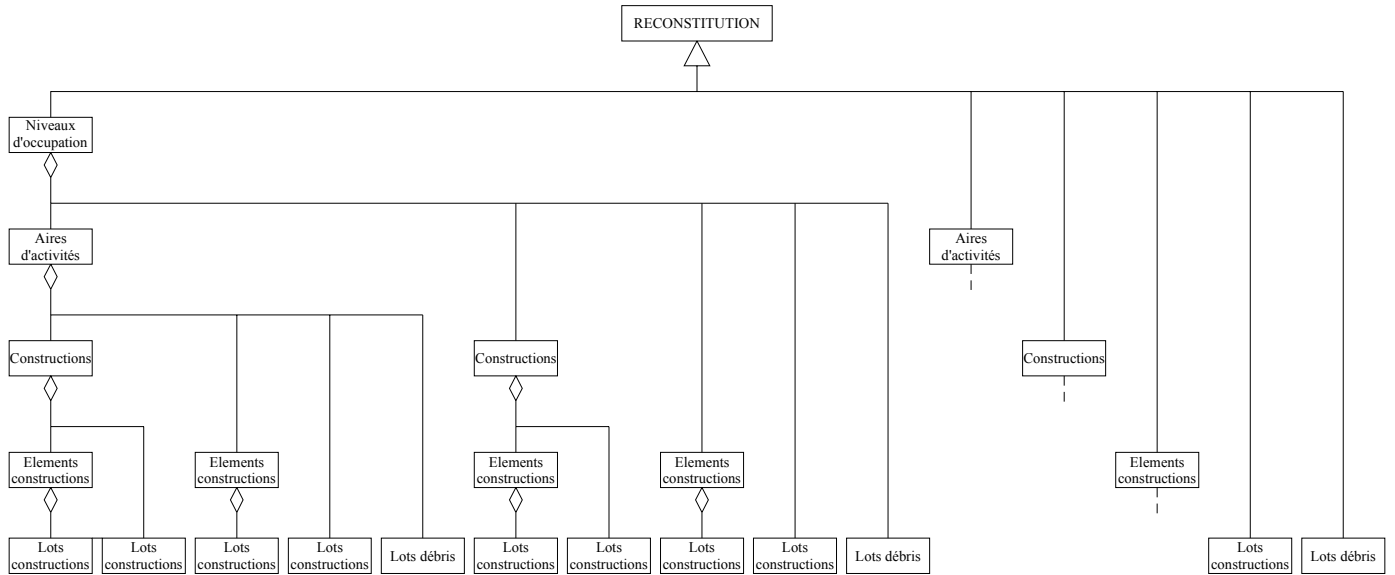 RECONSTITUTION
Niveaux
d'occupation
Aires
d'activités
Aires
d'activités
Constructions
Constructions
Constructions
Elements
constructions
Elements
constructions
Elements
constructions
Elements
constructions
Elements
constructions
Lots
constructions
Lots
constructions
Lots
constructions
Lots
constructions
Lots débris
Lots
constructions
Lots
constructions
Lots
constructions
Lots
constructions
Lots débris
Lots
constructions
Lots débris